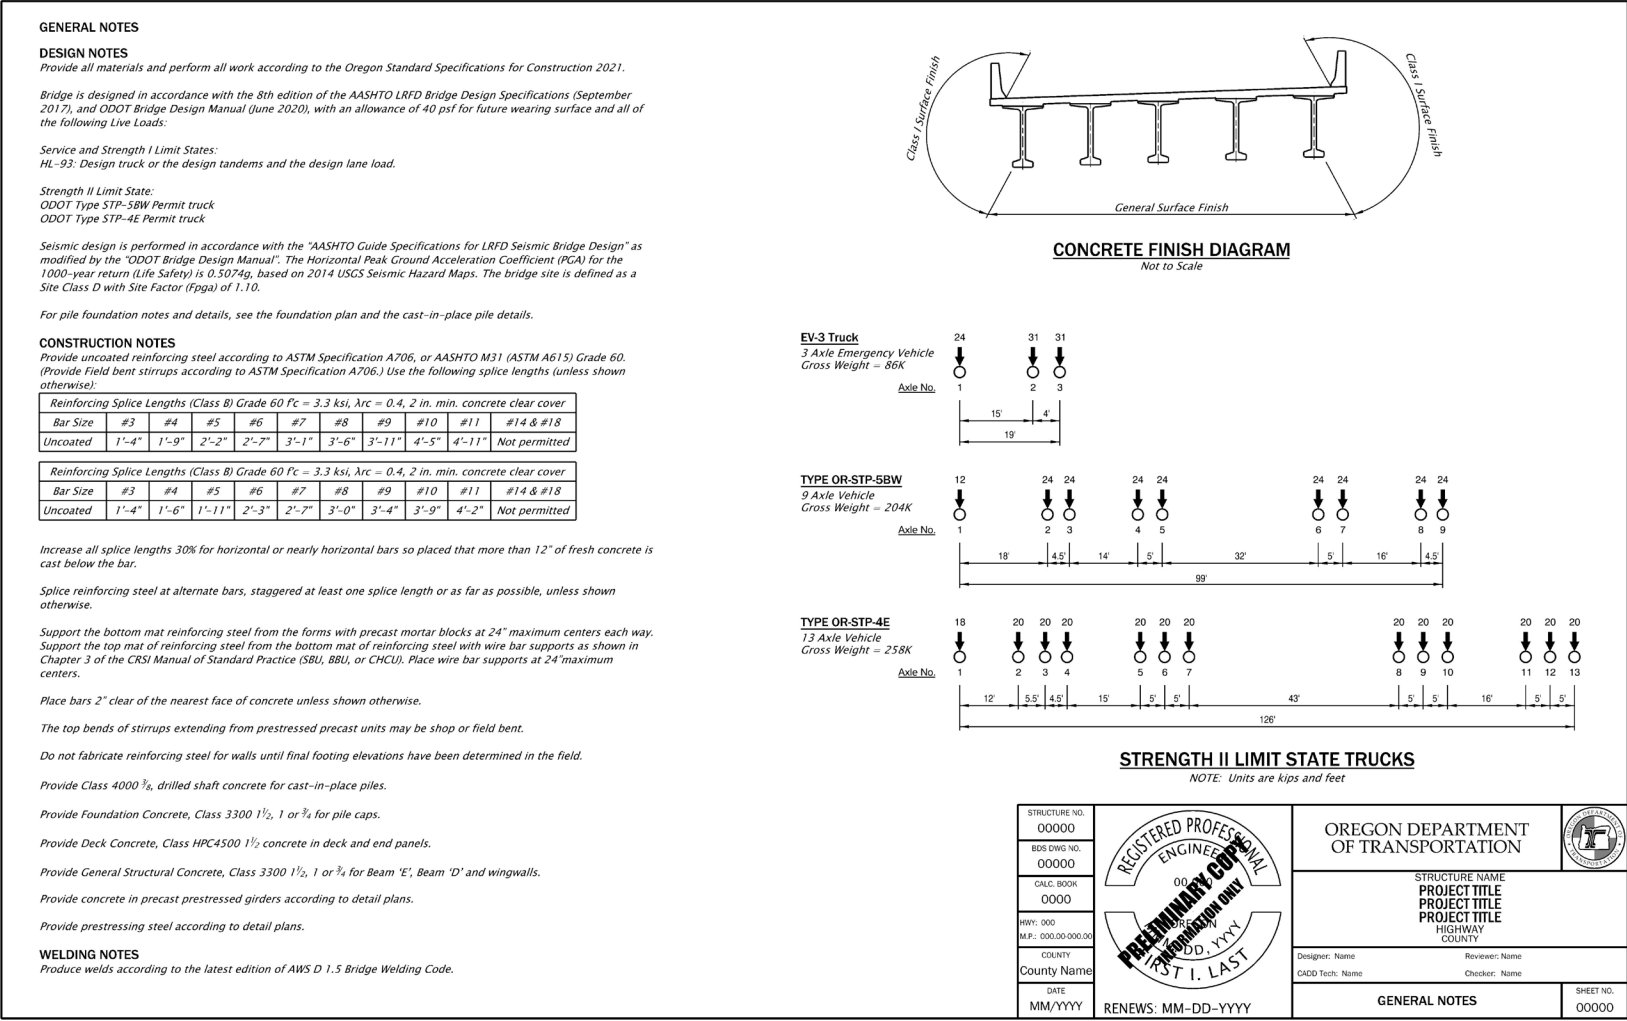 GENERAL NOTES
DESIGN NOTES
Provide all materials and perform all work according to the Oregon Standard Specifications for Construction 2021.
Bridge is designed in accordance with the 8th edition of the AASHTO LRFD Bridge Design Specifications (September
2017), and ODOT Bridge Design Manual (June 2020), with an allowance of 40 psf for future wearing surface and all of
the following Live Loads:
Service and Strength I Limit States:
HL-93: Design truck or the design tandems and the design lane load.
Strength II Limit State:
ODOT Type STP-5BW Permit truck
ODOT Type STP-4E Permit truck
Seismic design is performed in accordance with the "AASHTO Guide Specifications for LRFD Seismic Bridge Design" as
modified by the "ODOT Bridge Design Manual". The Horizontal Peak Ground Acceleration Coefficient (PGA) for the
1000-year return (Life Safety) is 0.5074g, based on 2014 USGS Seismic Hazard Maps. The bridge site is defined as a
Site Class D with Site Factor (Fpga) of 1.10.
For pile foundation notes and details, see the foundation plan and the cast-in-place pile details.
CONSTRUCTION NOTES
Provide uncoated reinforcing steel according to ASTM Specification A706, or AASHTO M31 (ASTM A615) Grade 60.
(Provide Field bent stirrups according to ASTM Specification A706.) Use the following splice lengths (unless shown
otherwise):
Reinforcing Splice Lengths (Class B) Grade 60 f'c = 3.3 ksi, λrc = 0.4, 2 in. min. concrete clear cover
Bar Size #3 #4 #5 #6 #7 #8 #9 #10 #11 #14 & #18
Uncoated 1'-4" 1'-9" 2'-2" 2'-7" 3'-1" 3'-6" 3'-11" 4'-5" 4'-11" Not permitted
Reinforcing Splice Lengths (Class B) Grade 60 f'c = 3.3 ksi, λrc = 0.4, 2 in. min. concrete clear cover
Bar Size #3 #4 #5 #6 #7 #8 #9 #10 #11 #14 & #18
Uncoated 1'-4" 1'-6" 1'-11" 2'-3" 2'-7" 3'-0" 3'-4" 3'-9" 4'-2" Not permitted
Increase all splice lengths 30% for horizontal or nearly horizontal bars so placed that more than 12" of fresh concrete is
cast below the bar.
Splice reinforcing steel at alternate bars, staggered at least one splice length or as far as possible, unless shown
otherwise.
Support the bottom mat reinforcing steel from the forms with precast mortar blocks at 24" maximum centers each way.
Support the top mat of reinforcing steel from the bottom mat of reinforcing steel with wire bar supports as shown in
Chapter 3 of the CRSI Manual of Standard Practice (SBU, BBU, or CHCU). Place wire bar supports at 24"maximum
centers.
Place bars 2" clear of the nearest face of concrete unless shown otherwise.
The top bends of stirrups extending from prestressed precast units may be shop or field bent.
Do not fabricate reinforcing steel for walls until final footing elevations have been determined in the field.
Provide Class 4000 3/8, drilled shaft concrete for cast-in-place piles.
Provide Foundation Concrete, Class 3300 1 1/2, 1 or 3/4 for pile caps.
Provide Deck Concrete, Class HPC4500 1 1/2 concrete in deck and end panels.
Provide General Structural Concrete, Class 3300 1 1/2, 1 or 3/4 for Beam 'E', Beam 'D' and wingwalls.
Provide concrete in precast prestressed girders according to detail plans.
Provide prestressing steel according to detail plans.
WELDING NOTES
Produce welds according to the latest edition of AWS D 1.5 Bridge Welding Code.
Class I Surface Finish
Class I Surface Finish
General Surface Finish
CONCRETE FINISH DIAGRAM
Not to Scale
EV-3 Truck
3 Axle Emergency Vehicle
Gross Weight = 86K
24 31 31
Axle No. 1 2 3
15' 4'
19'
TYPE OR-STP-5BW
9 Axle Vehicle
Gross Weight = 204K
12 24 24 24 24 24 24 24 24
Axle No. 1 2 3 4 5 6 7 8 9
18' 4.5' 14' 5' 32' 5' 16' 4.5'
99'
TYPE OR-STP-4E
13 Axle Vehicle
Gross Weight = 258K
18 20 20 20 20 20 20 20 20 20 20 20 20
Axle No. 1 2 3 4 5 6 7 8 9 10 11 12 13
12' 5.5' 4.5' 15' 5' 5' 43' 5' 5' 16' 5' 5'
126'
STRENGTH II LIMIT STATE TRUCKS
NOTE: Units are kips and feet
STRUCTURE NO.
00000
BDS DWG NO.
00000
CALC. BOOK
0000
HWY: 000
M.P.: 000.00-000.00
COUNTY
County Name
DATE
MM/YYYY
REGISTERED PROFESSIONAL
ENGINEER
PRELIMINARY COPY
INFORMATION ONLY
RENEWS: MM-DD-YYYY
OREGON DEPARTMENT
OF TRANSPORTATION
OREGON DEPARTMENT OF
TRANSPORTATION
STRUCTURE NAME
PROJECT TITLE
PROJECT TITLE
PROJECT TITLE
HIGHWAY
COUNTY
Designer: Name Reviewer: Name
CADD Tech: Name Checker: Name
GENERAL NOTES
SHEET NO.
00000